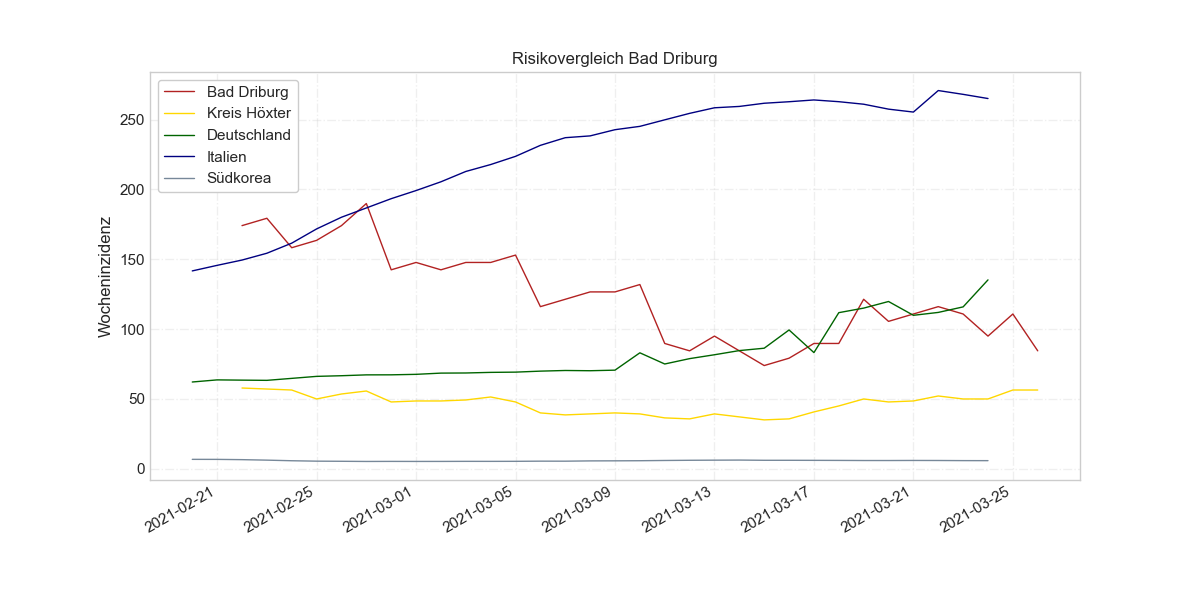 Risikovergleich Bad Driburg
Bad Driburg
Kreis Höxter
Deutschland
Italien
Südkorea
Wocheninzidenz
250
200
150
100
50
0
2021-02-21
2021-02-25
2021-03-01
2021-03-05
2021-03-09
2021-03-13
2021-03-17
2021-03-21
2021-03-25